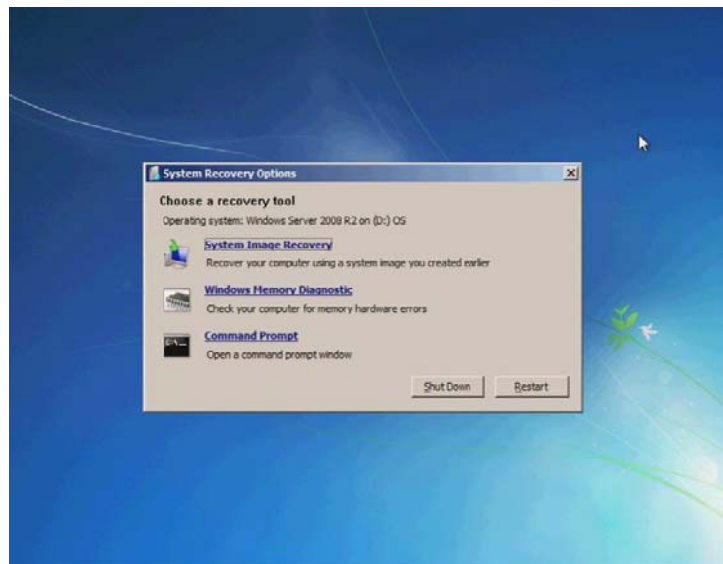 System Recovery Options
Choose a recovery tool
Operating system: Windows Server 2008 R2 on (D:) OS
System Image Recovery
Recover your computer using a system image you created earlier
Windows Memory Diagnostic
Check your computer for memory hardware errors
Command Prompt
Open a command prompt window
Shut Down
Restart